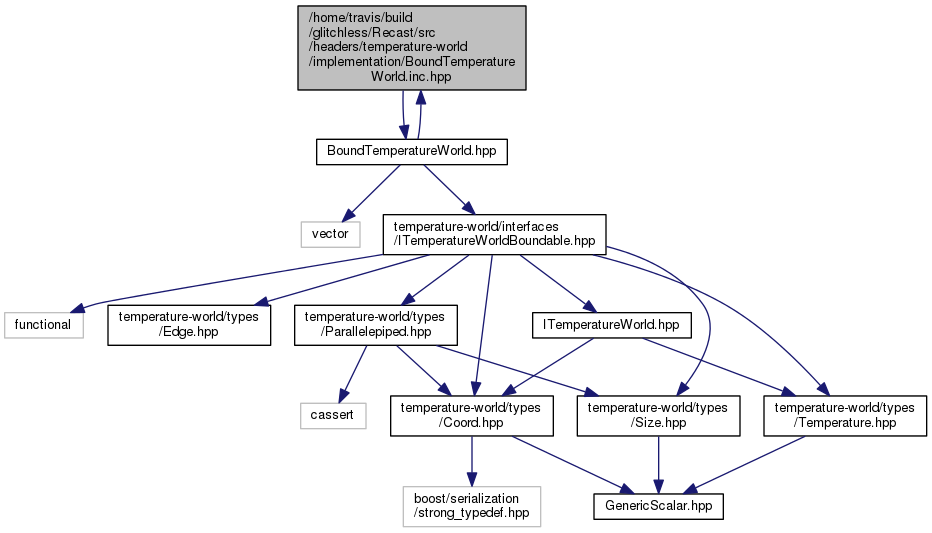 /home/travis/build
/glitchless/Recast/src
/headers/temperature-world
/implementation/BoundTemperature
World.inc.hpp
BoundTemperatureWorld.hpp
vector
temperature-world/interfaces
/ITemperatureWorldBoundable.hpp
functional
temperature-world/types
/Edge.hpp
temperature-world/types
/Parallelepiped.hpp
ITemperatureWorld.hpp
cassert
temperature-world/types
/Coord.hpp
temperature-world/types
/Size.hpp
temperature-world/types
/Temperature.hpp
boost/serialization
/strong_typedef.hpp
GenericScalar.hpp